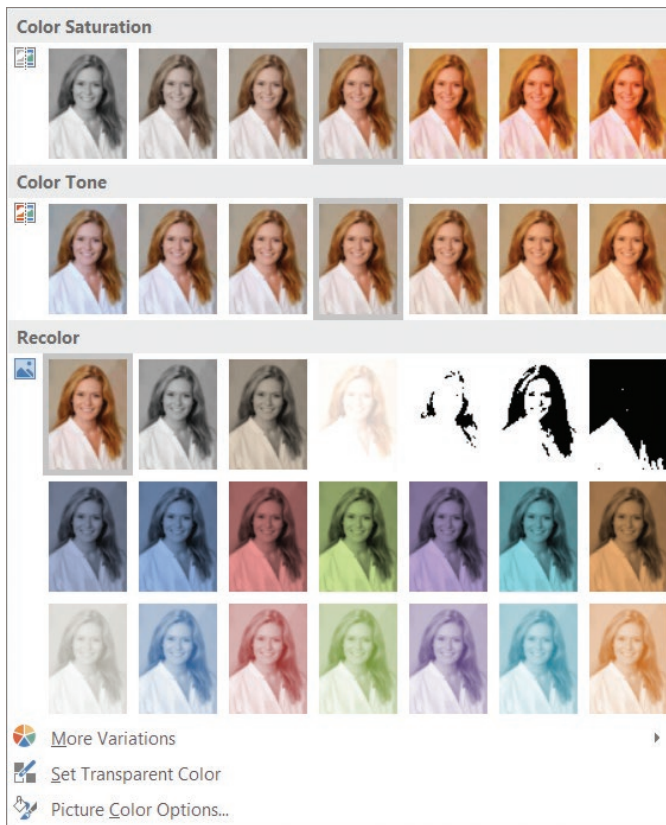 Color Saturation
Color Tone
Recolor
More Variations
Set Transparent Color
Picture Color Options...